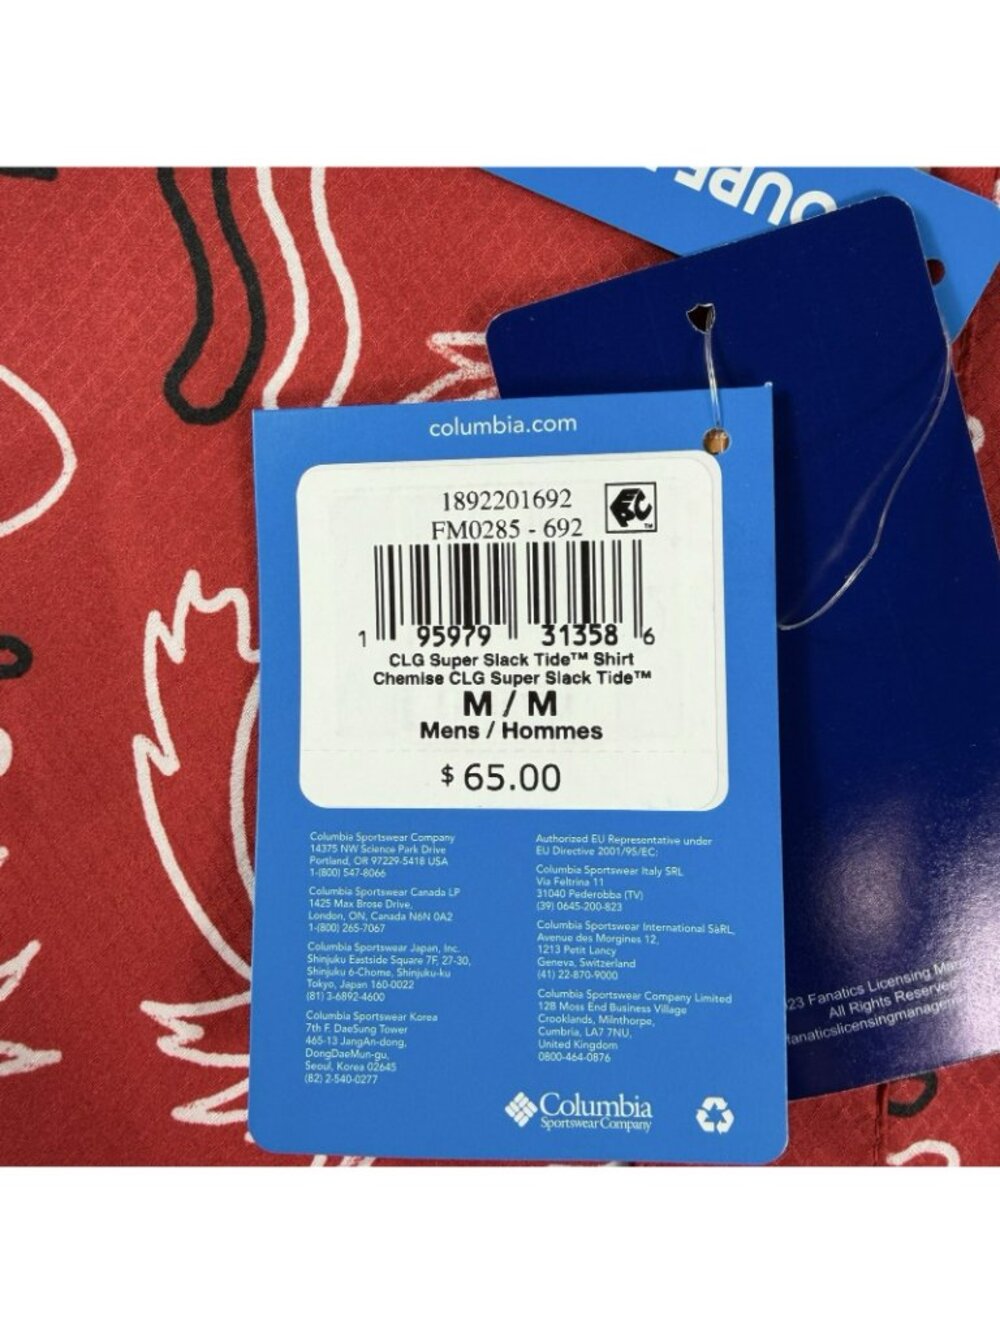 columbia.com
1892201692
FM0285 - 692
EPC™
1 95979 31358 6
CLG Super Slack Tide™ Shirt
Chemise CLG Super Slack Tide™
M / M
Mens / Hommes
$ 65.00
Columbia Sportswear Company
14375 NW Science Park Drive
Portland, OR 97229-5418 USA
1-(800) 547-8066
Columbia Sportswear Canada LP
1425 Max Brose Drive,
London, ON, Canada N6N 0A2
1-(800) 265-7067
Columbia Sportswear Japan, Inc.
Shinjuku Eastside Square 7F, 27-30,
Shinjuku 6-Chome, Shinjuku-ku
Tokyo, Japan 160-0022
(81) 3-6892-4600
Columbia Sportswear Korea
7th F. DaeSung Tower
465-13 JangAn-dong,
DongDaeMun-gu,
Seoul, Korea 02645
(82) 2-540-0277
Authorized EU Representative under
EU Directive 2001/95/EC:
Columbia Sportswear Italy SRL
Via Feltrina 11
31040 Pederobba (TV)
(39) 0645-200-823
Columbia Sportswear International SàRL,
Avenue des Morgines 12,
1213 Petit Lancy
Geneva, Switzerland
(41) 22-870-9000
Columbia Sportswear Company Limited
12B Moss End Business Village
Crooklands, Milnthorpe,
Cumbria, LA7 7NU,
United Kingdom
0800-464-0876
Columbia
Sportswear Company
23 Fanatics Licensing
All Rights